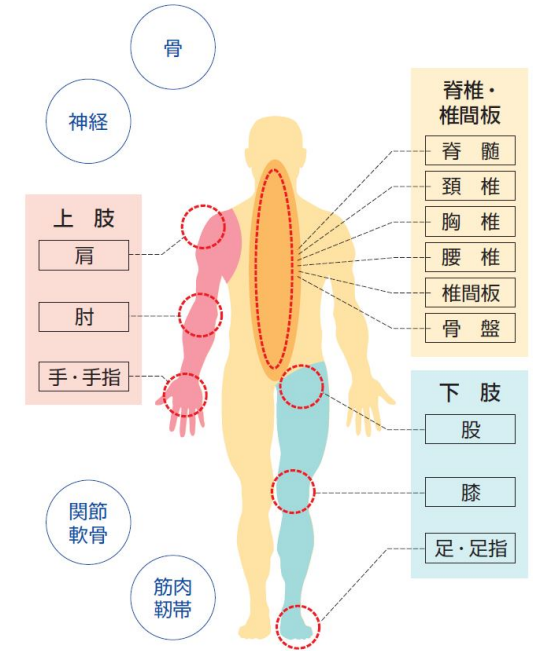 骨
神経
上 肢
肩
肘
手・手指
脊椎・
椎間板
脊 髄
頚 椎
胸 椎
腰 椎
椎間板
骨 盤
下 肢
股
膝
足・足指
関節
軟骨
筋肉
靭帯